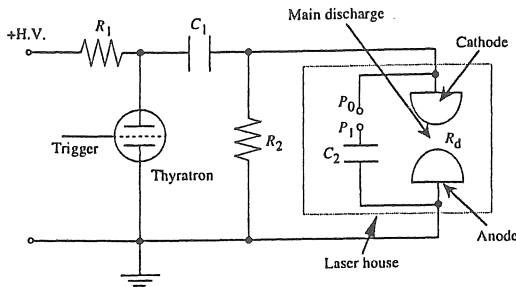 Main discharge
Cathode
+H.V.
R1
C1
P0
P1
C2
R2
Rd
Trigger
Thyratron
Anode
Laser house